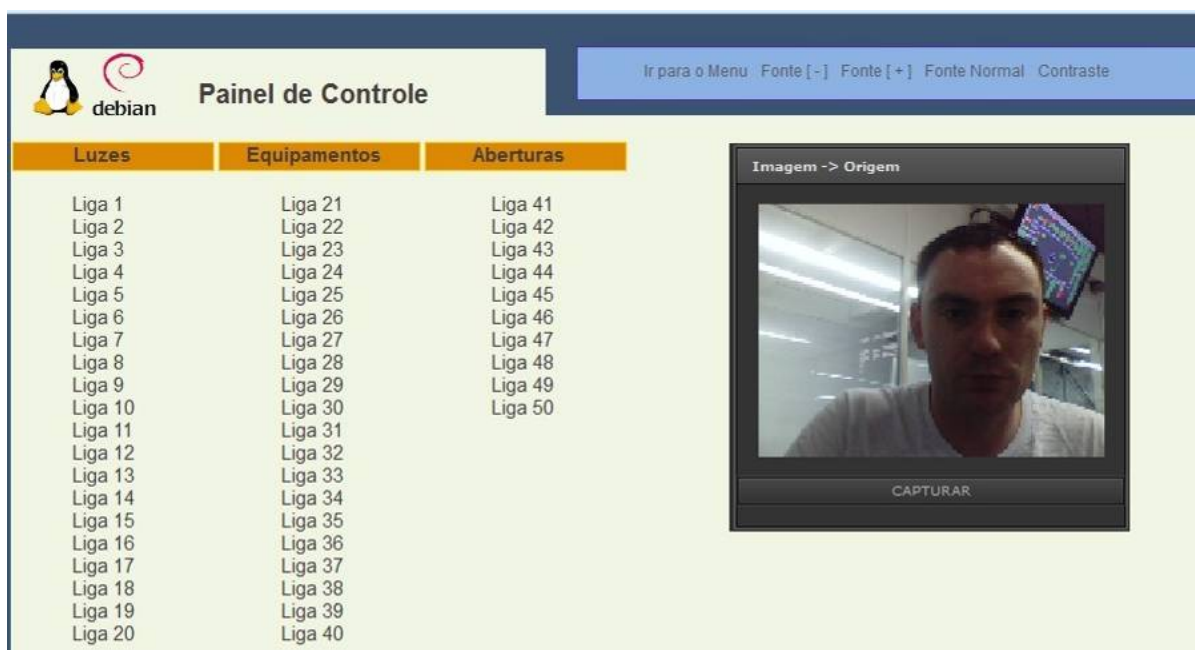 debian
Painel de Controle
Ir para o Menu Fonte [ - ] Fonte [ + ] Fonte Normal Contraste
Luzes
Liga 1
Liga 2
Liga 3
Liga 4
Liga 5
Liga 6
Liga 7
Liga 8
Liga 9
Liga 10
Liga 11
Liga 12
Liga 13
Liga 14
Liga 15
Liga 16
Liga 17
Liga 18
Liga 19
Liga 20
Equipamentos
Liga 21
Liga 22
Liga 23
Liga 24
Liga 25
Liga 26
Liga 27
Liga 28
Liga 29
Liga 30
Liga 31
Liga 32
Liga 33
Liga 34
Liga 35
Liga 36
Liga 37
Liga 38
Liga 39
Liga 40
Aberturas
Liga 41
Liga 42
Liga 43
Liga 44
Liga 45
Liga 46
Liga 47
Liga 48
Liga 49
Liga 50
Imagem -> Origem
CAPTURAR